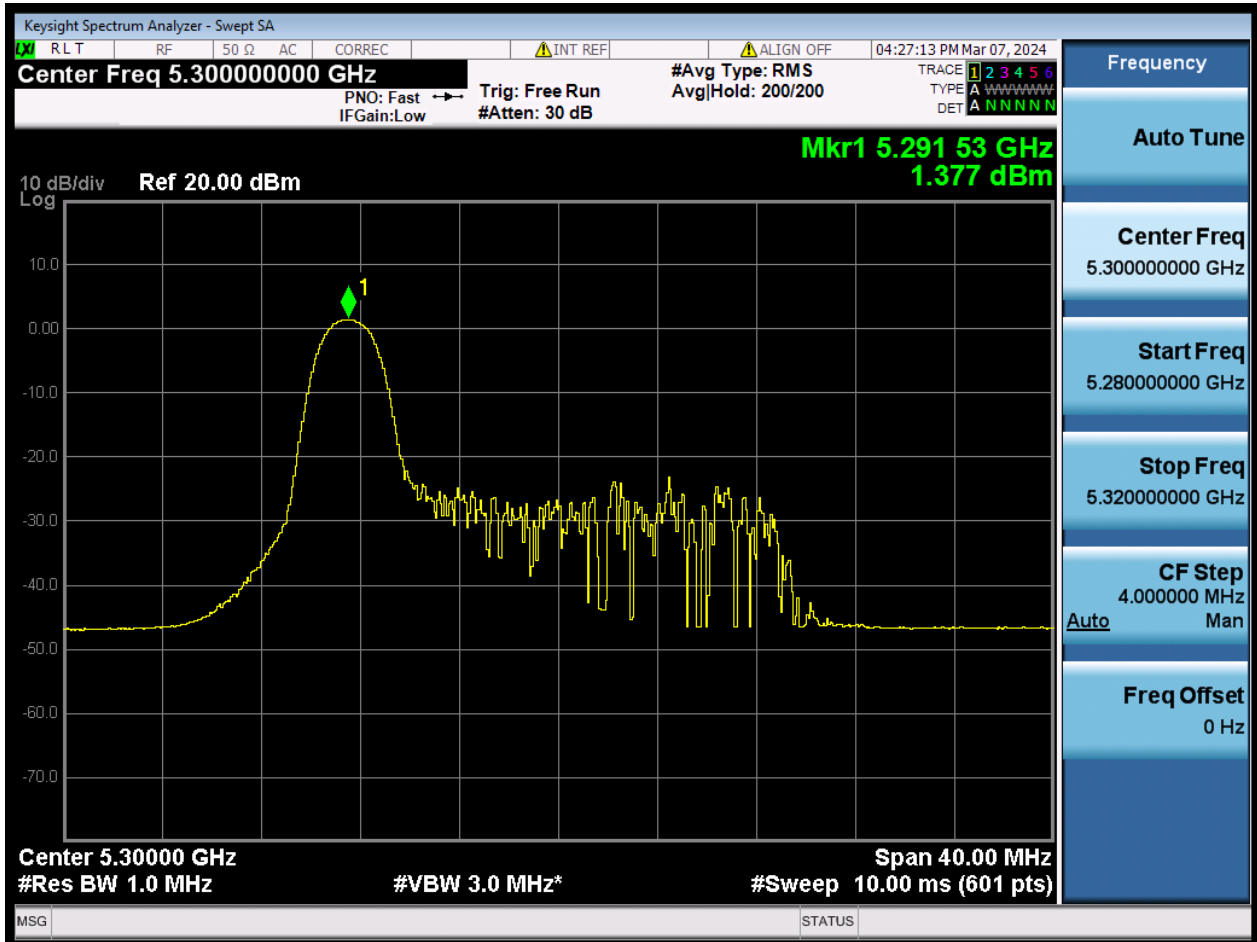 Keysight Spectrum Analyzer - Swept SA
LXI RLT RF 50 Ω AC CORREC INT REF ALIGN OFF 04:27:13 PM Mar 07, 2024
Center Freq 5.300000000 GHz
PNO: Fast
IFGain:Low
Trig: Free Run
#Atten: 30 dB
#Avg Type: RMS
Avg|Hold: 200/200
TRACE 1 2 3 4 5 6
TYPE A WWWWW
DET A N N N N N
Mkr1 5.291 53 GHz
1.377 dBm
10 dB/div Ref 20.00 dBm
Log
1
10.0
0.00
-10.0
-20.0
-30.0
-40.0
-50.0
-60.0
-70.0
Center 5.30000 GHz Span 40.00 MHz
#Res BW 1.0 MHz #VBW 3.0 MHz* #Sweep 10.00 ms (601 pts)
MSG STATUS
Frequency
Auto Tune
Center Freq
5.300000000 GHz
Start Freq
5.280000000 GHz
Stop Freq
5.320000000 GHz
CF Step
4.000000 MHz
Auto Man
Freq Offset
0 Hz